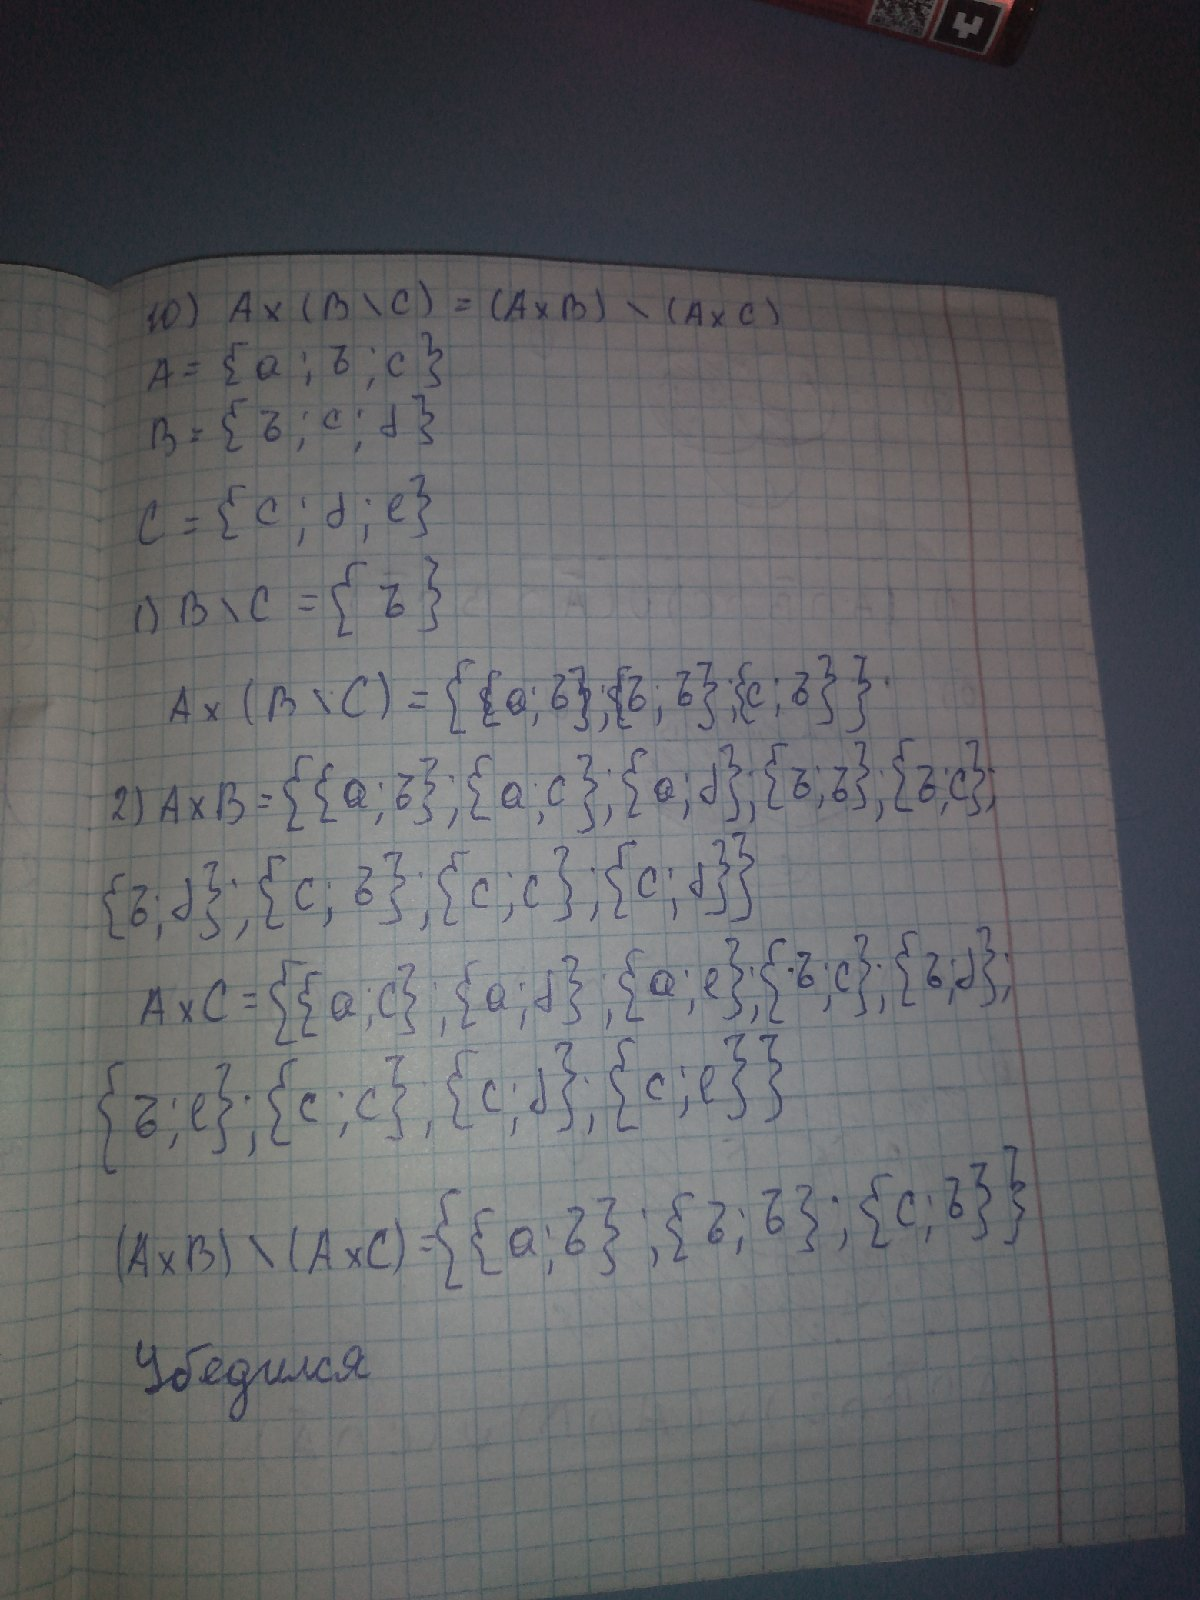 10) A x (B \ C) = (A x B) \ (A x C)
A = {a ; b ; c}
B = {b ; c ; d}
C = {c ; d ; e}
1) B \ C = { b }
A x (B \ C) = {{a ; b} ; {b ; b} ; {c ; b}}
2) A x B = {{a ; b} ; {a ; c} ; {a ; d} ; {b ; b} ; {b ; c} ;
{b ; d} ; {c ; b} ; {c ; c} ; {c ; d}}
A x C = {{a ; c} ; {a ; d} ; {a ; e} ; {b ; c} ; {b ; d} ;
{b ; e} ; {c ; c} ; {c ; d} ; {c ; e}}
(A x B) \ (A x C) = {{a ; b} ; {b ; b} ; {c ; b}}
Убедился